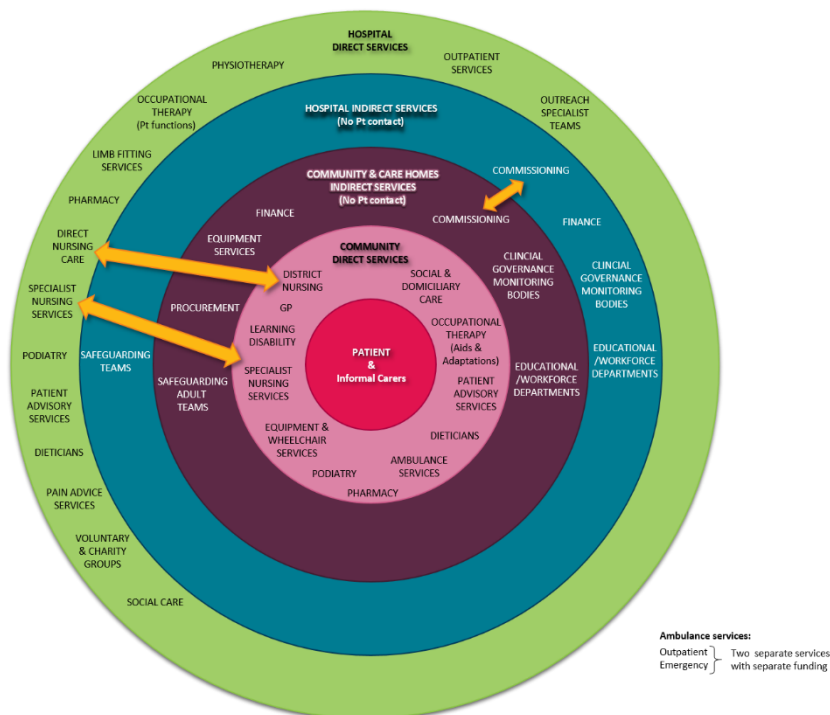 HOSPITAL
DIRECT SERVICES
PHYSIOTHERAPY
OUTPATIENT
SERVICES
OCCUPATIONAL
THERAPY
(Pt functions)
OUTREACH
SPECIALIST
TEAMS
LIMB FITTING
SERVICES
PHARMACY
DIRECT
NURSING
CARE
SPECIALIST
NURSING
SERVICES
PODIATRY
PATIENT
ADVISORY
SERVICES
DIETICIANS
PAIN ADVICE
SERVICES
VOLUNTARY
& CHARITY
GROUPS
SOCIAL CARE
HOSPITAL INDIRECT SERVICES
(No Pt contact)
COMMISSIONING
FINANCE
CLINCIAL
GOVERNANCE
MONITORING
BODIES
EDUCATIONAL
/WORKFORCE
DEPARTMENTS
SAFEGUARDING
TEAMS
COMMUNITY & CARE HOMES
INDIRECT SERVICES
(No Pt contact)
FINANCE
COMMISSIONING
EQUIPMENT
SERVICES
CLINCIAL
GOVERNANCE
MONITORING
BODIES
PROCUREMENT
EDUCATIONAL
/WORKFORCE
DEPARTMENTS
SAFEGUARDING
ADULT
TEAMS
COMMUNITY
DIRECT SERVICES
DISTRICT
NURSING
SOCIAL &
DOMICILIARY
CARE
GP
LEARNING
DISABILITY
OCCUPATIONAL
THERAPY
(Aids &
Adaptations)
SPECIALIST
NURSING
SERVICES
PATIENT
ADVISORY
SERVICES
EQUIPMENT &
WHEELCHAIR
SERVICES
DIETICIANS
PODIATRY
AMBULANCE
SERVICES
PHARMACY
PATIENT
&
Informal Carers
Ambulance services:
Outpatient Two separate services
Emergency with separate funding